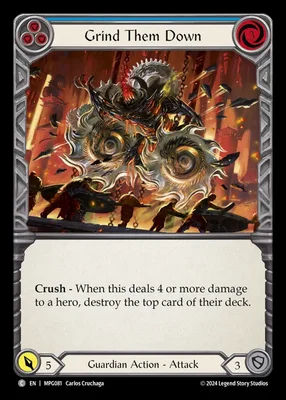 Grind Them Down
Crush - When this deals 4 or more damage
to a hero, destroy the top card of their deck.
5
Guardian Action - Attack
3
C EN | MPG081 Carlos Cruchaga
©2024 Legend Story Studios